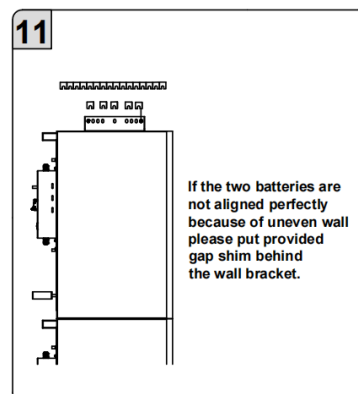 11
If the two batteries are
not aligned perfectly
because of uneven wall
please put provided
gap shim behind
the wall bracket.